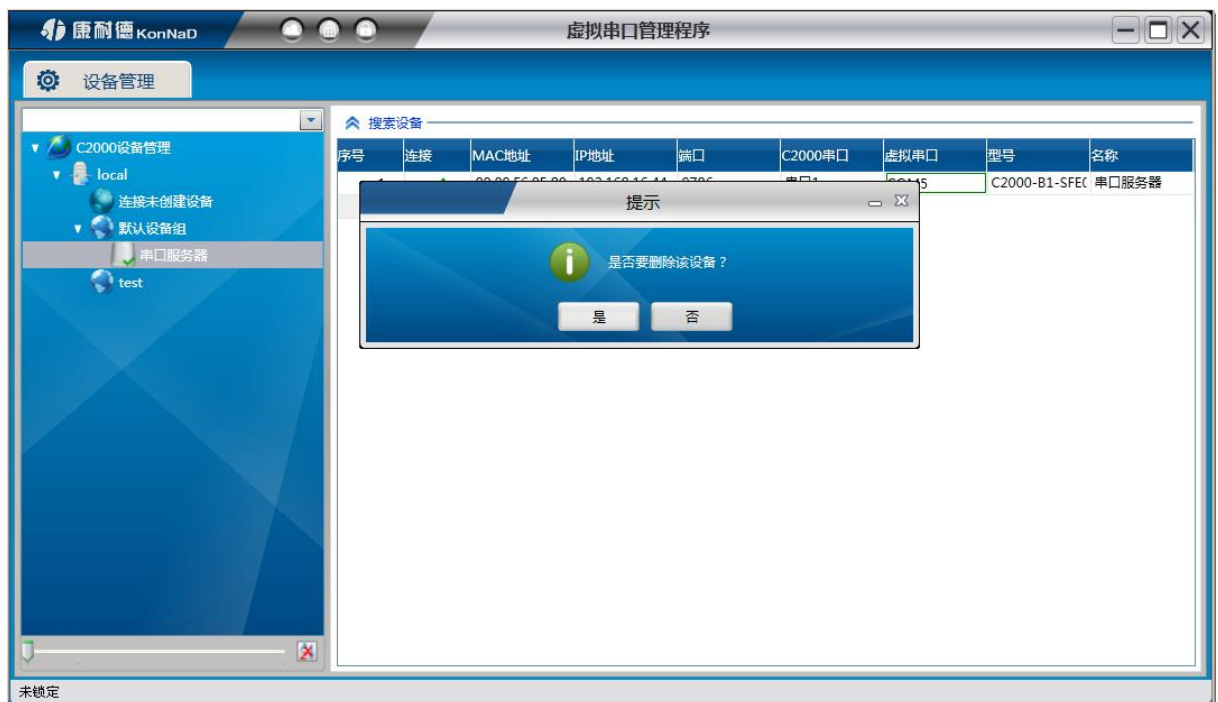 康耐德 KonNaD
虚拟串口管理程序
设备管理
搜索设备
序号 连接 MAC地址 IP地址 端口 C2000串口 虚拟串口 型号 名称
C2000-B1-SFE 串口服务器
C2000设备管理
local
连接未创建设备
默认设备组
串口服务器
test
提示
是否要删除该设备？
是 否
未锁定